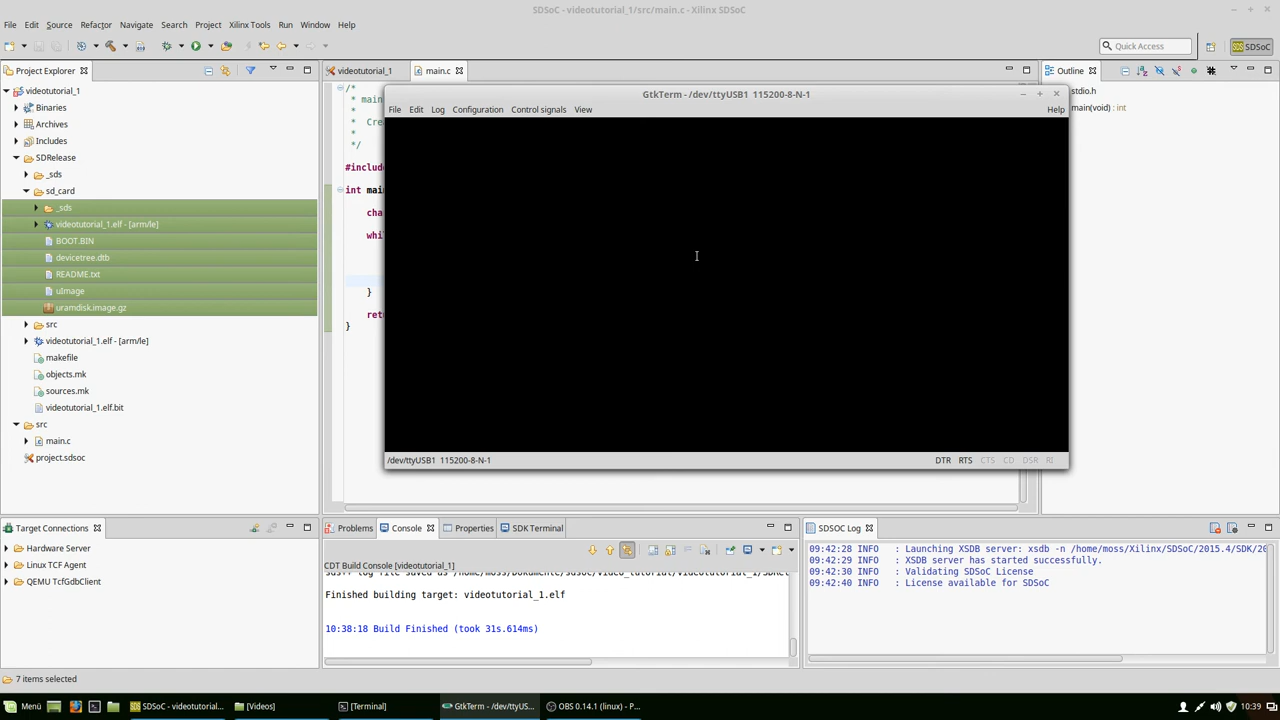 SDSoC - videotutorial_1/src/main.c - Xilinx SDSoC
File Edit Source Refactor Navigate Search Project Xilinx Tools Run Window Help
Quick Access
SDSoC
Project Explorer
videotutorial_1
Binaries
Archives
Includes
SDRelease
_sds
sd_card
_sds
videotutorial_1.elf - [arm/le]
BOOT.BIN
devicetree.dtb
README.txt
uImage
uramdisk.image.gz
src
videotutorial_1.elf - [arm/le]
makefile
objects.mk
sources.mk
videotutorial_1.elf.bit
src
main.c
project.sdsoc
videotutorial_1
main.c
/*
* mai
* Cre
*
*/
#include
int mai
cha
whil
}
ret
}
GtkTerm - /dev/ttyUSB1 115200-8-N-1
File Edit Log Configuration Control signals View Help
/dev/ttyUSB1 115200-8-N-1
DTR RTS CTS CD DSR RI
Outline
stdio.h
main(void) : int
Target Connections
Hardware Server
Linux TCF Agent
QEMU TcfGdbClient
Problems Console Properties SDK Terminal
CDT Build Console [videotutorial_1]
Finished building target: videotutorial_1.elf
10:38:18 Build Finished (took 31s.614ms)
SDSOC Log
09:42:28 INFO : Launching XSDB server: xsdb -n /home/moss/Xilinx/SDSoC/2015.4/SDK/20
09:42:29 INFO : XSDB server has started successfully.
09:42:30 INFO : Validating SDSoC License
09:42:40 INFO : License available for SDSoC
7 items selected
Menü
SDSoC - videotutorial...
[Videos]
[Terminal]
GtkTerm - /dev/ttyUS...
OBS 0.14.1 (linux) - P...
10:39